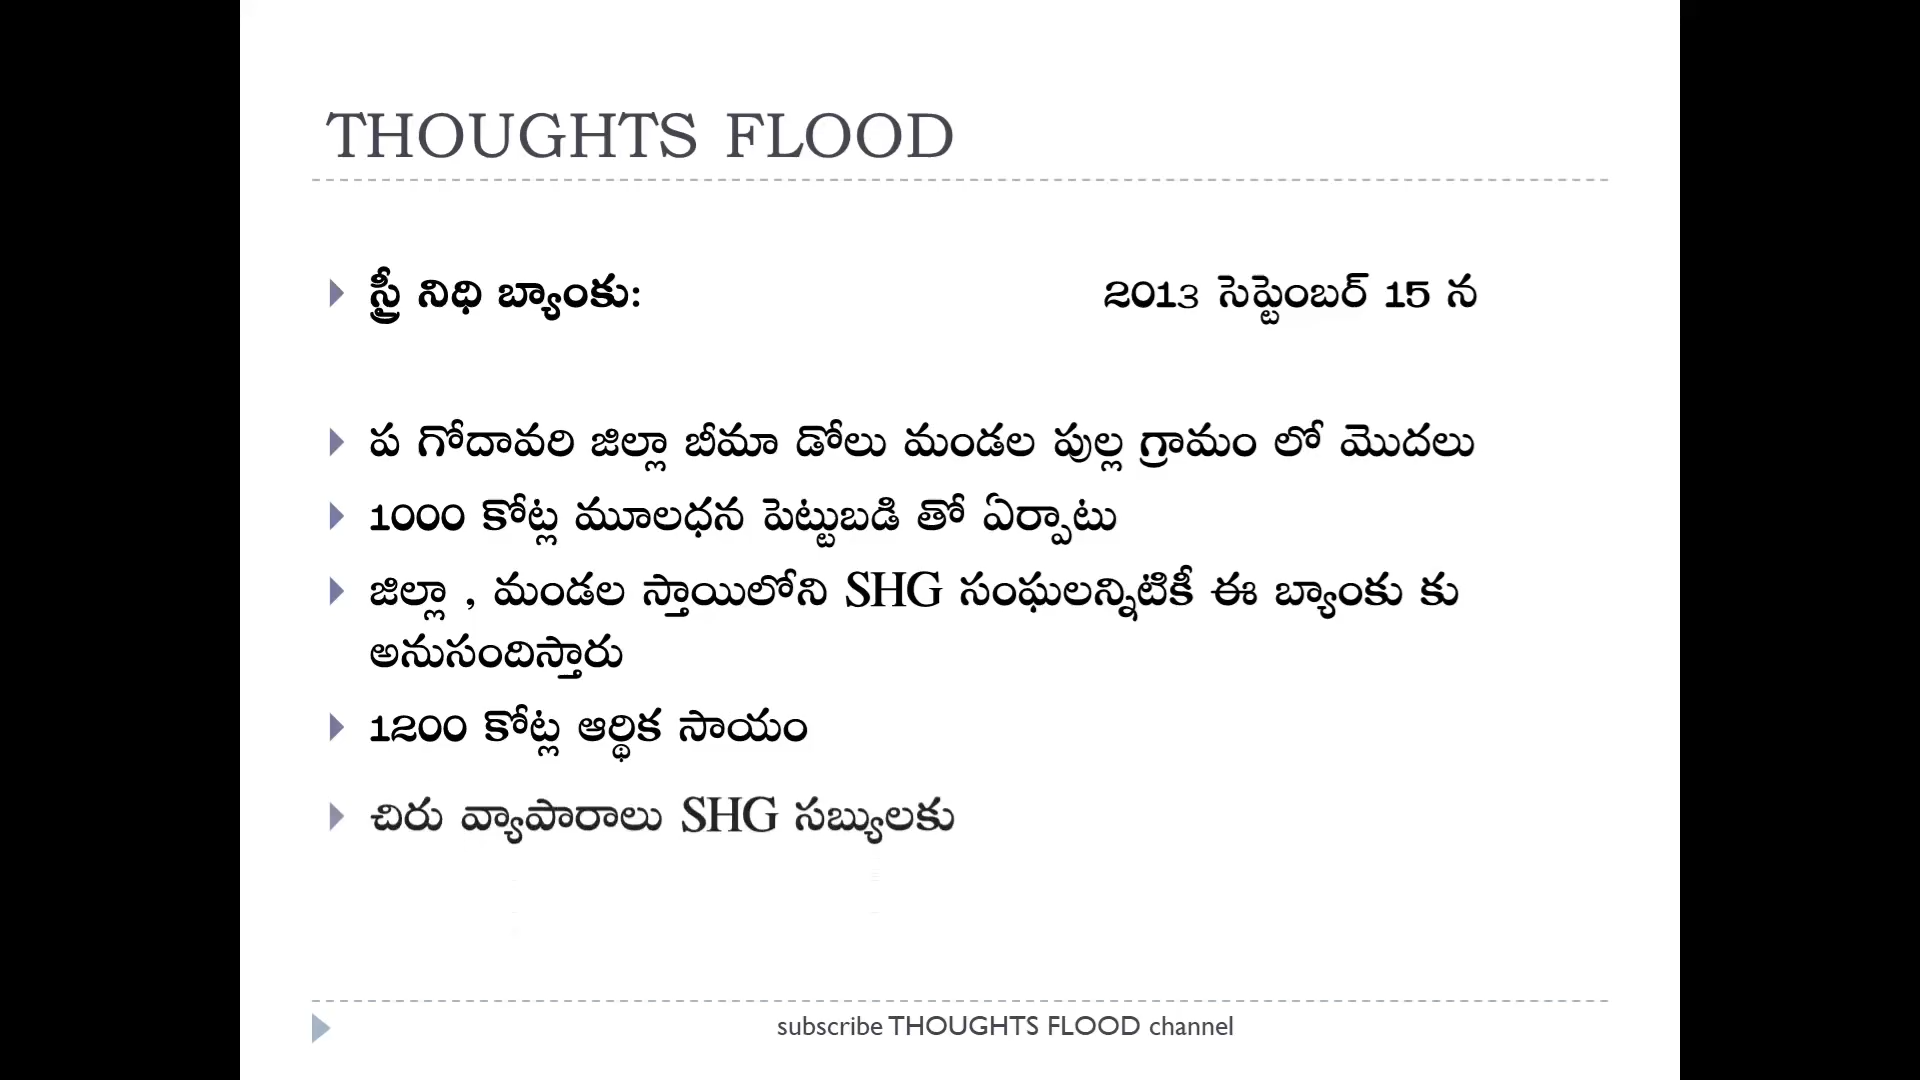 THOUGHTS FLOOD
స్త్రీ నిధి బ్యాంకు: 2013 సెప్టెంబర్ 15 న
ప గోదావరి జిల్లా బీమా డోలు మండల పుల్ల గ్రామం లో మొదలు
1000 కోట్ల మూలధన పెట్టుబడి తో ఏర్పాటు
జిల్లా , మండల స్తాయిలోని SHG సంఘలన్నిటికీ ఈ బ్యాంకు కు
అనుసందిస్తారు
1200 కోట్ల ఆర్థిక సాయం
చిరు వ్యాపారాలు SHG సబ్యులకు
subscribe THOUGHTS FLOOD channel